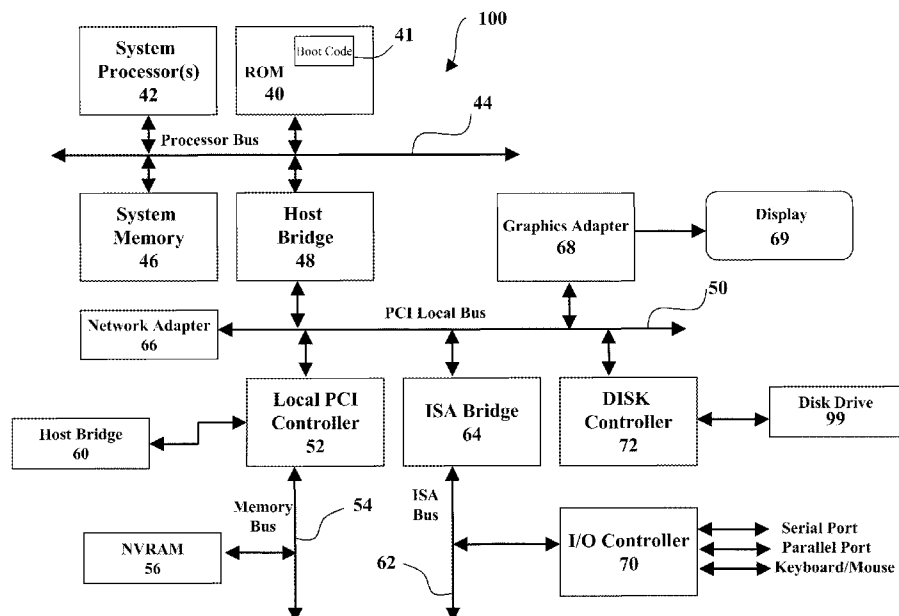 System
Processor(s)
42
Boot Code
ROM
40
41
100
44
Processor Bus
System
Memory
46
Host
Bridge
48
Graphics Adapter
68
Display
69
50
PCI Local Bus
Network Adapter
66
Local PCI
Controller
52
ISA Bridge
64
DISK
Controller
72
Disk Drive
99
Host Bridge
60
Memory
Bus
54
ISA
Bus
NVRAM
56
62
I/O Controller
70
Serial Port
Parallel Port
Keyboard/Mouse